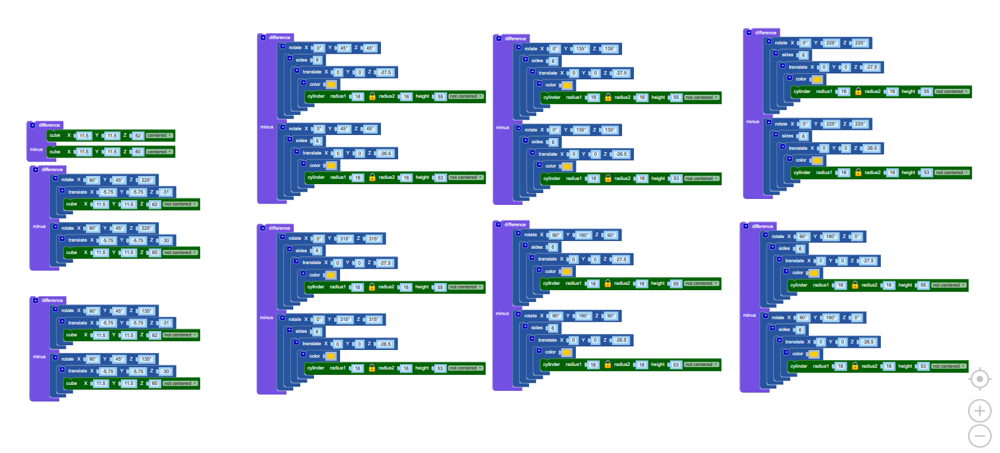 difference
cube X 11.5 Y 11.5 Z 62 centered
minus cube X 11.5 Y 11.5 Z 60 centered
difference
rotate X 90° Y 45° Z 225°
translate X -5.75 Y -5.75 Z -31
cube X 11.5 Y 11.5 Z 62 not centered
minus rotate X 90° Y 45° Z 225°
translate X -5.75 Y -5.75 Z -30
cube X 11.5 Y 11.5 Z 60 not centered
difference
rotate X 90° Y 45° Z 135°
translate X -5.75 Y -5.75 Z -31
cube X 11.5 Y 11.5 Z 62 not centered
minus rotate X 90° Y 45° Z 135°
translate X -5.75 Y -5.75 Z -30
cube X 11.5 Y 11.5 Z 60 not centered
difference
rotate X 0° Y 45° Z 45°
sides 6
translate X 0 Y 0 Z -27.5
color
cylinder radius1 16 radius2 16 height 55 not centered
minus rotate X 0° Y 45° Z 45°
sides 6
translate X 0 Y 0 Z -26.5
color
cylinder radius1 16 radius2 16 height 53 not centered
difference
rotate X 0° Y 315° Z 315°
sides 6
translate X 0 Y 0 Z -27.5
color
cylinder radius1 16 radius2 16 height 55 not centered
minus rotate X 0° Y 315° Z 315°
sides 6
translate X 0 Y 0 Z -26.5
color
cylinder radius1 16 radius2 16 height 53 not centered
difference
rotate X 0° Y 135° Z 135°
sides 6
translate X 0 Y 0 Z -27.5
color
cylinder radius1 16 radius2 16 height 55 not centered
minus rotate X 0° Y 135° Z 135°
sides 6
translate X 0 Y 0 Z -26.5
color
cylinder radius1 16 radius2 16 height 53 not centered
difference
rotate X 90° Y 180° Z 90°
sides 6
translate X 0 Y 0 Z -27.5
color
cylinder radius1 16 radius2 16 height 55 not centered
minus rotate X 90° Y 180° Z 90°
sides 6
translate X 0 Y 0 Z -26.5
color
cylinder radius1 16 radius2 16 height 53 not centered
difference
rotate X 0° Y 225° Z 225°
sides 6
translate X 0 Y 0 Z -27.5
color
cylinder radius1 16 radius2 16 height 55 not centered
minus rotate X 0° Y 225° Z 225°
sides 6
translate X 0 Y 0 Z -26.5
color
cylinder radius1 16 radius2 16 height 53 not centered
difference
rotate X 90° Y 180° Z 0°
sides 6
translate X 0 Y 0 Z -27.5
color
cylinder radius1 16 radius2 16 height 55 not centered
minus rotate X 90° Y 180° Z 0°
sides 6
translate X 0 Y 0 Z -26.5
color
cylinder radius1 16 radius2 16 height 53 not centered